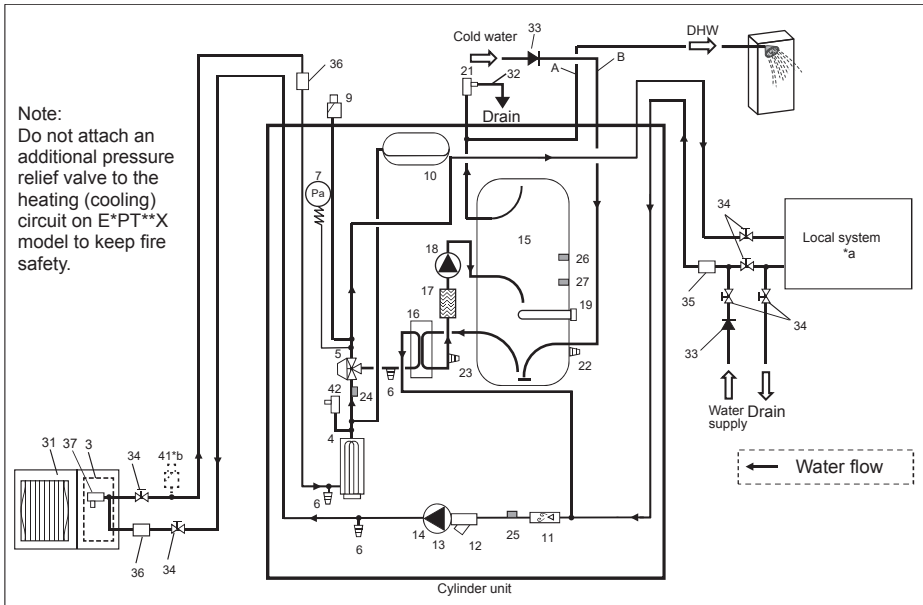 Note:
Do not attach an
additional pressure
relief valve to the
heating (cooling)
circuit on E*PT**X
model to keep fire
safety.
Cold water
33
DHW
A
B
21
32
Drain
36
9
7
Pa
10
15
18
26
27
17
19
16
5
22
23
6
42
24
4
6
34
Local system
*a
35
34
33
Water
supply
Drain
Water flow
31
37
3
34
41*b
36
34
6
14
13
12
25
11
Cylinder unit